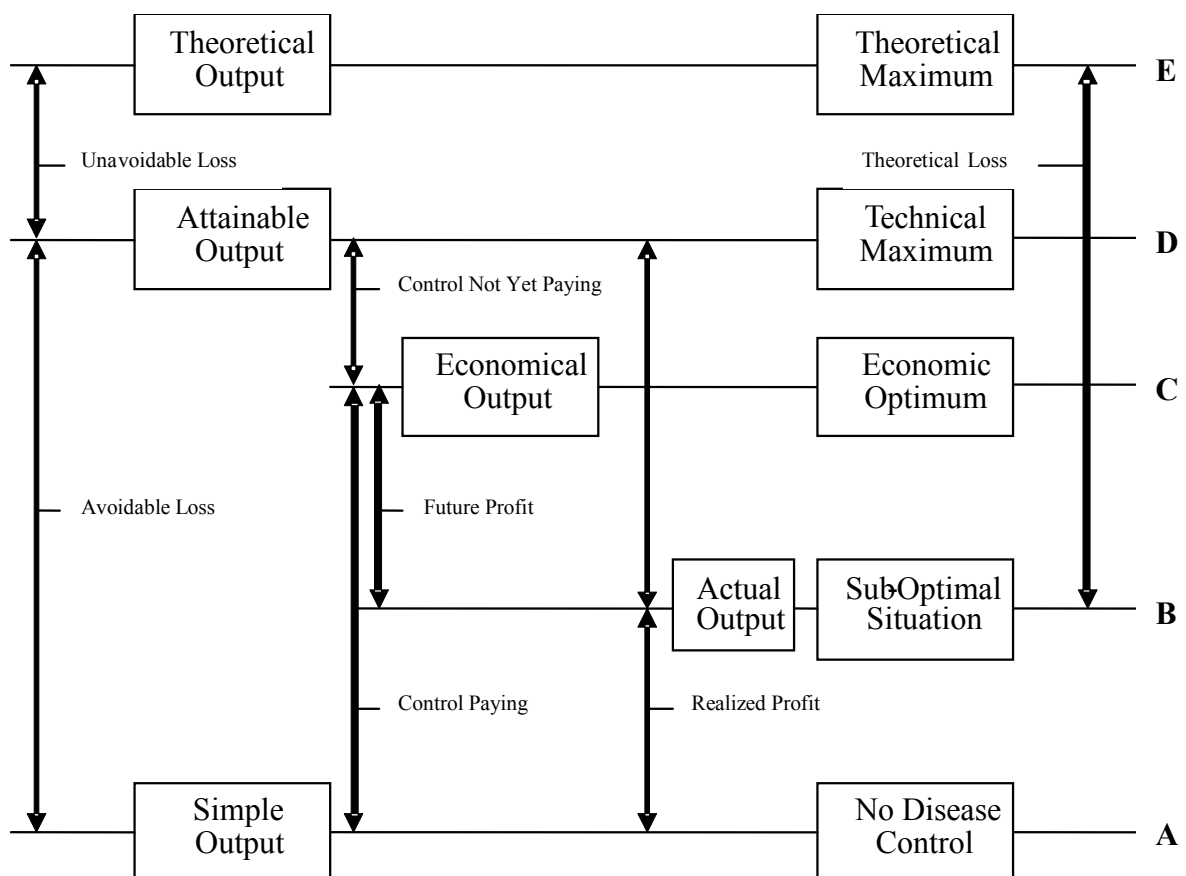 Theoretical
Output
Theoretical
Maximum
E
Unavoidable Loss
Theoretical Loss
Attainable
Output
Technical
Maximum
D
Control Not Yet Paying
Economical
Output
Economic
Optimum
C
Avoidable Loss
Future Profit
Actual
Output
Sub-Optimal
Situation
B
Control Paying
Realized Profit
Simple
Output
No Disease
Control
A